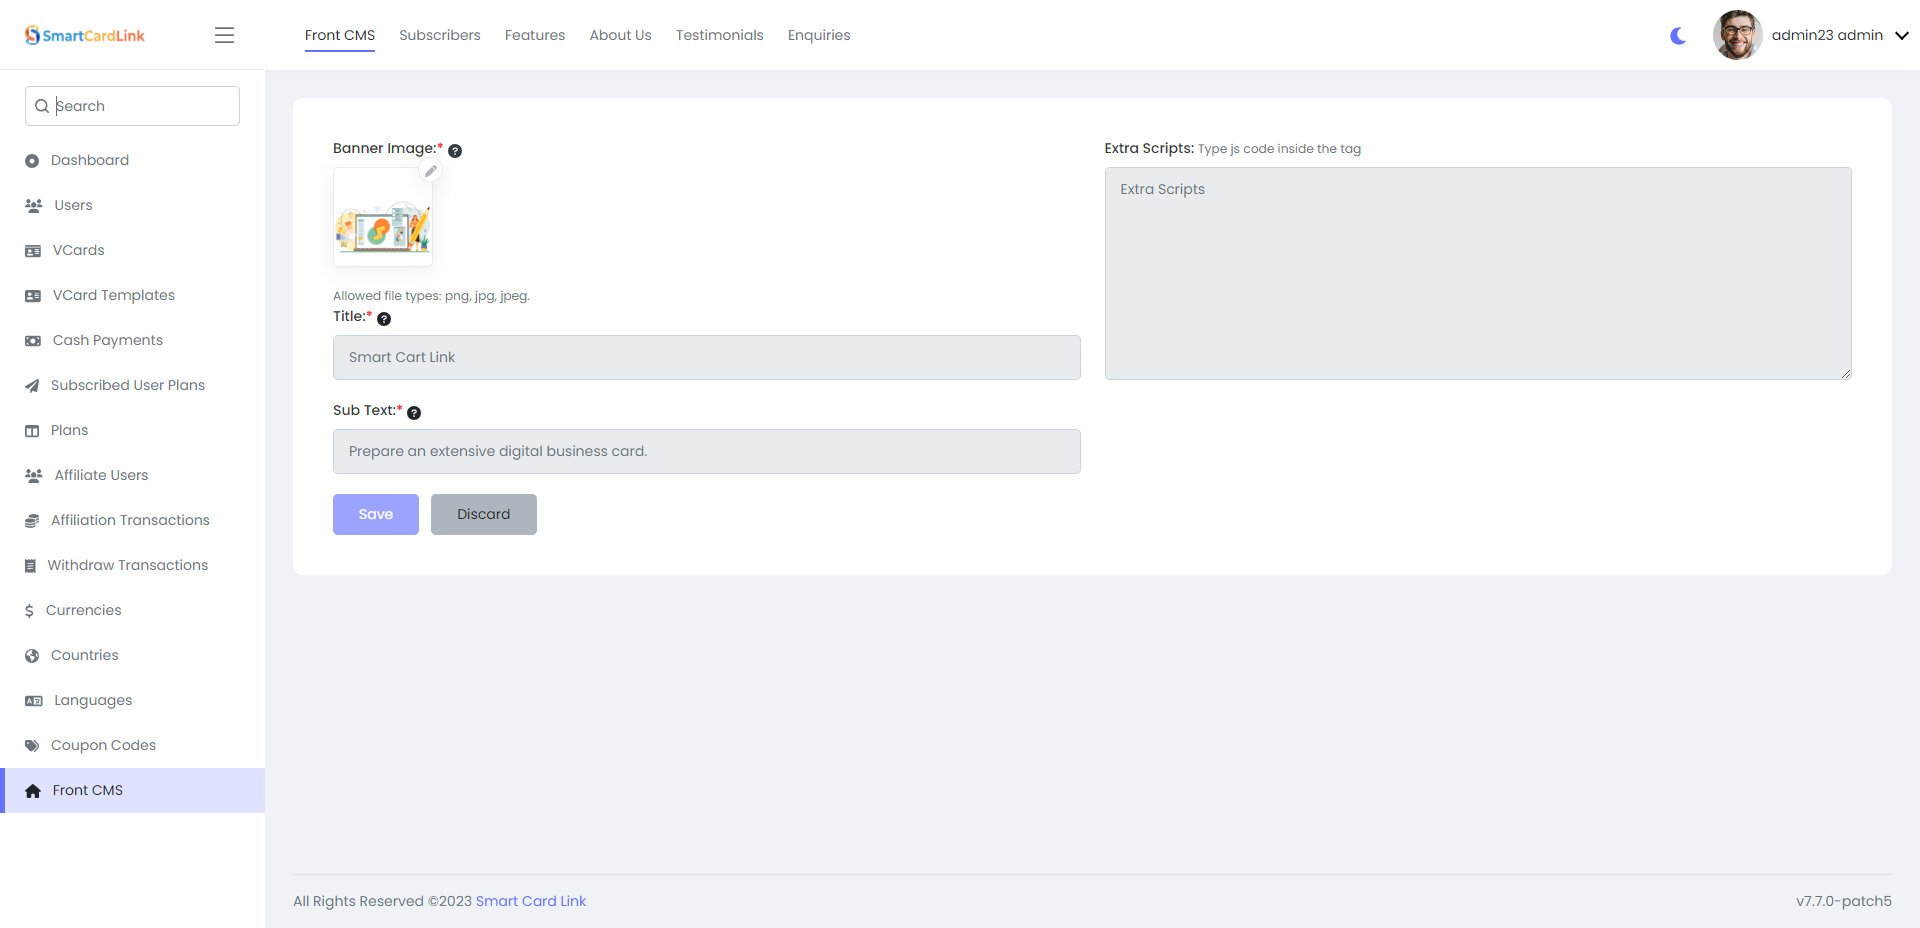 SmartCardLink
Front CMS
Subscribers
Features
About Us
Testimonials
Enquiries
admin23 admin
Search
Dashboard
Users
VCards
VCard Templates
Cash Payments
Subscribed User Plans
Plans
Affiliate Users
Affiliation Transactions
Withdraw Transactions
Currencies
Countries
Languages
Coupon Codes
Front CMS
Banner Image:*
Allowed file types: png, jpg, jpeg.
Title:*
Smart Cart Link
Sub Text:*
Prepare an extensive digital business card.
Save
Discard
Extra Scripts: Type js code inside the tag
Extra Scripts
All Rights Reserved ©2023 Smart Card Link
v7.7.0-patch5